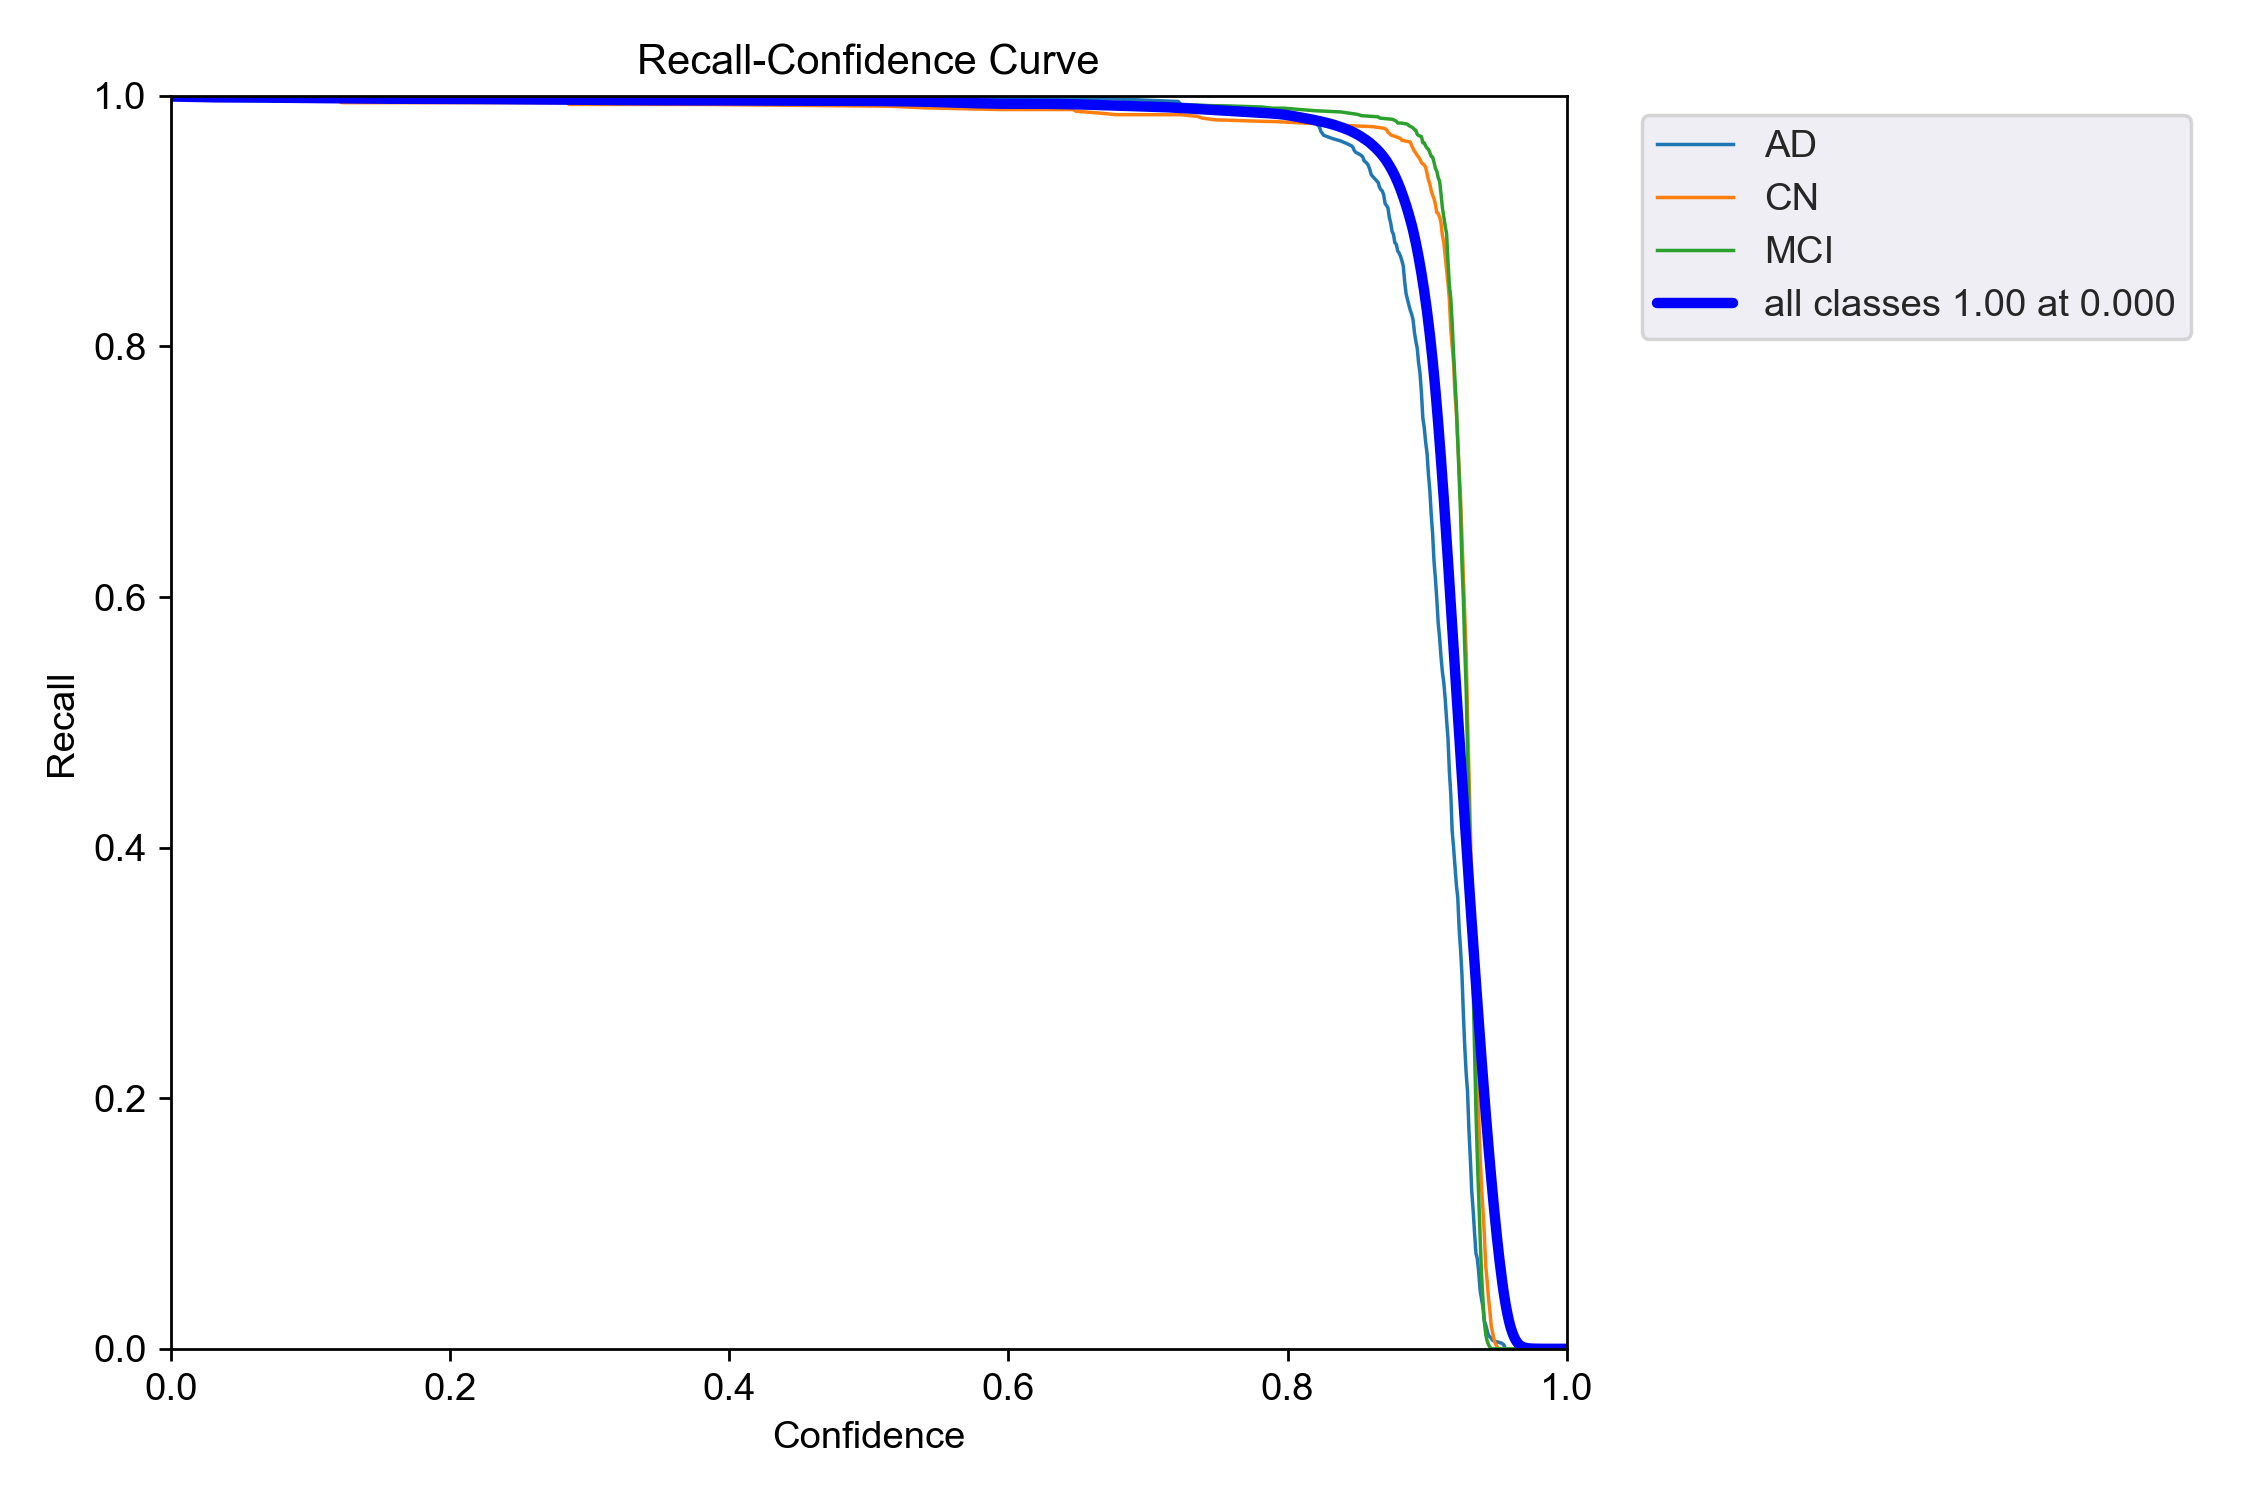 Recall-Confidence Curve
1.0
0.8
0.6
0.4
0.2
0.0
Recall
0.0 0.2 0.4 0.6 0.8 1.0
Confidence
AD
CN
MCI
all classes 1.00 at 0.000